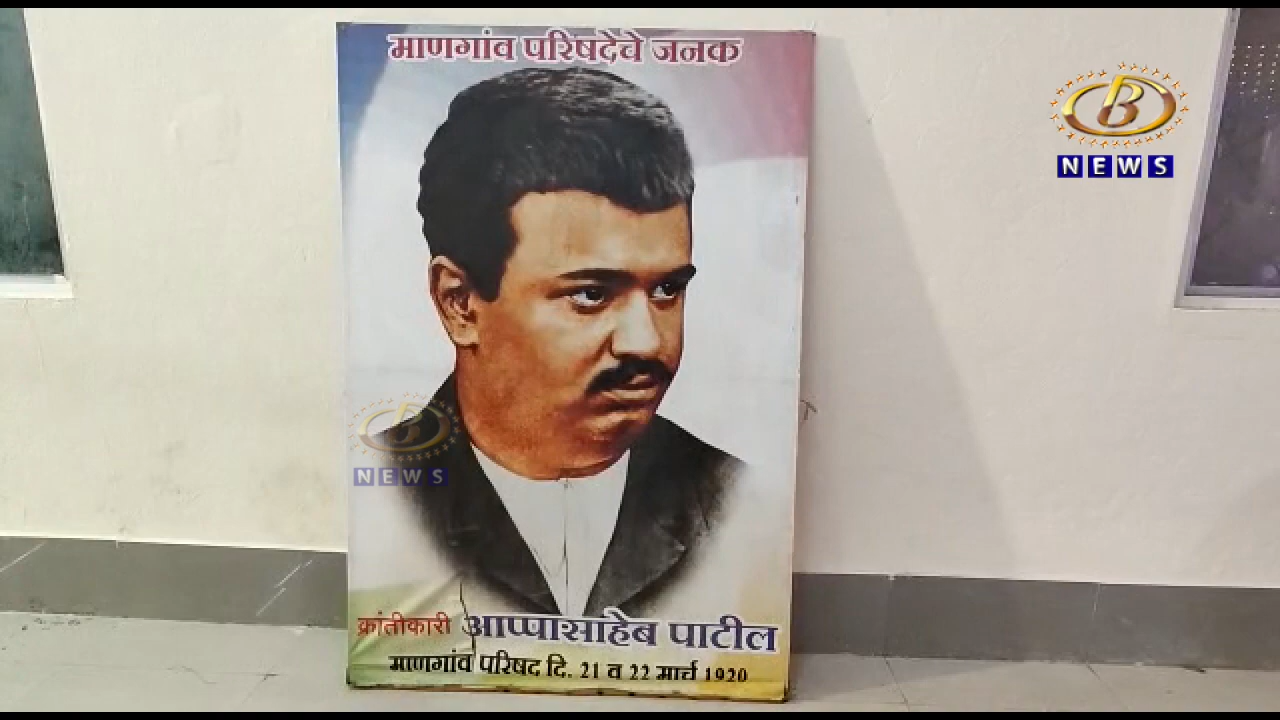 माणगांव परिषदेचे जनक
B
NEWS
B
NEWS
क्रांतीकारी आप्पासाहेब पाटील
माणगांव परिषद दि. 21 व 22 मार्च 1920